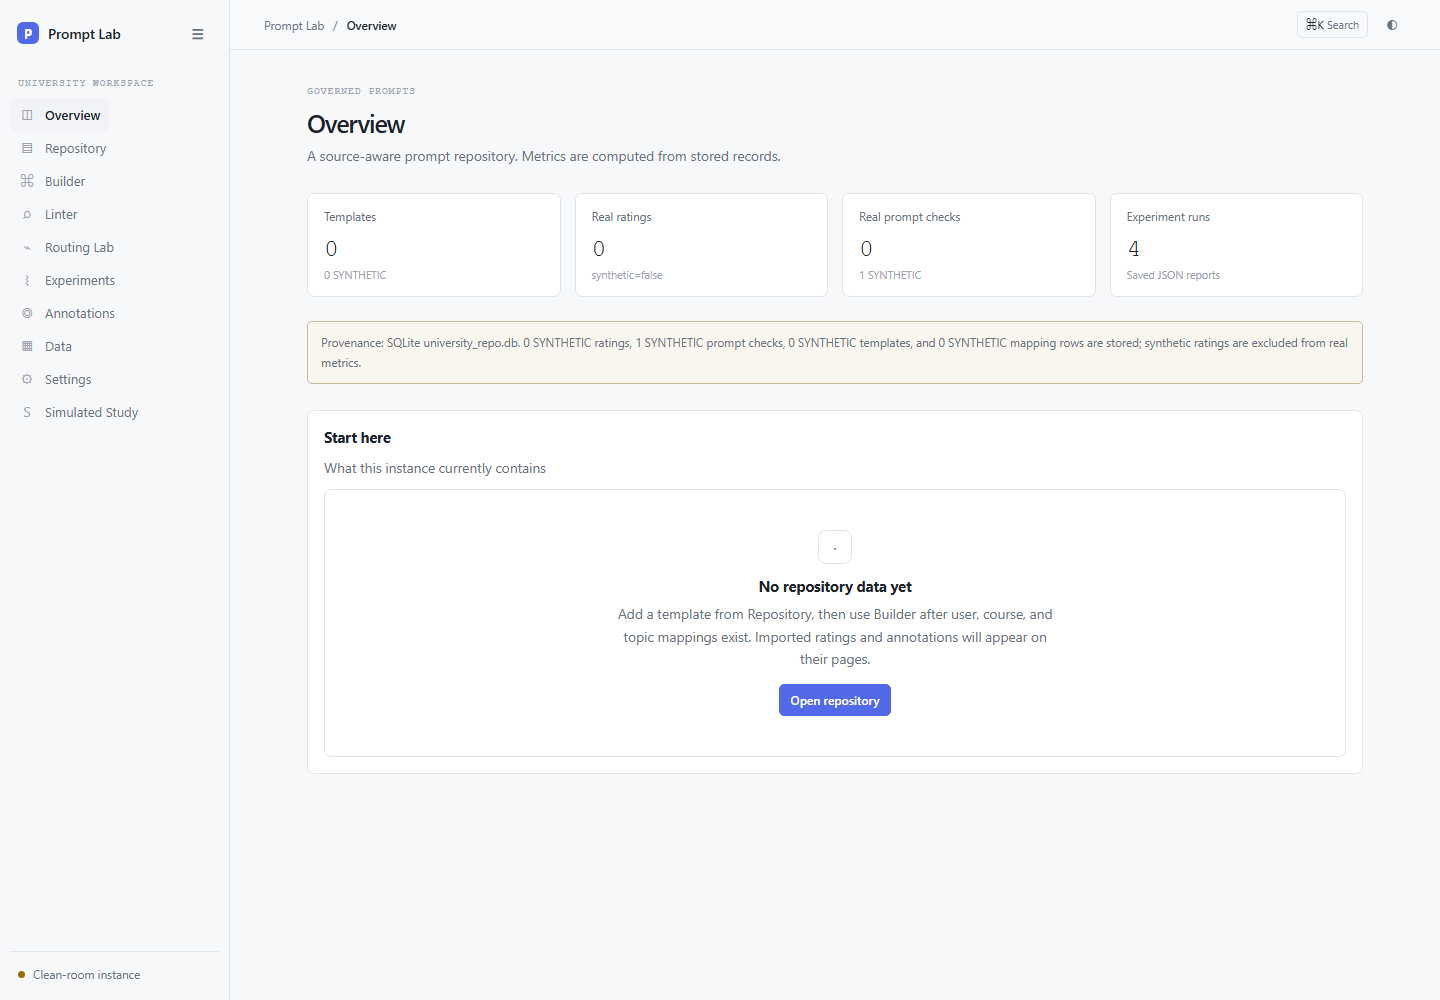 P Prompt Lab
UNIVERSITY WORKSPACE
Overview
Repository
Builder
Linter
Routing Lab
Experiments
Annotations
Data
Settings
S Simulated Study
Clean-room instance
Prompt Lab / Overview
⌘K Search
GOVERNED PROMPTS
Overview
A source-aware prompt repository. Metrics are computed from stored records.
Templates
0
0 SYNTHETIC
Real ratings
0
synthetic=false
Real prompt checks
0
1 SYNTHETIC
Experiment runs
4
Saved JSON reports
Provenance: SQLite university_repo.db. 0 SYNTHETIC ratings, 1 SYNTHETIC prompt checks, 0 SYNTHETIC templates, and 0 SYNTHETIC mapping rows are stored; synthetic ratings are excluded from real
metrics.
Start here
What this instance currently contains
No repository data yet
Add a template from Repository, then use Builder after user, course, and
topic mappings exist. Imported ratings and annotations will appear on
their pages.
Open repository